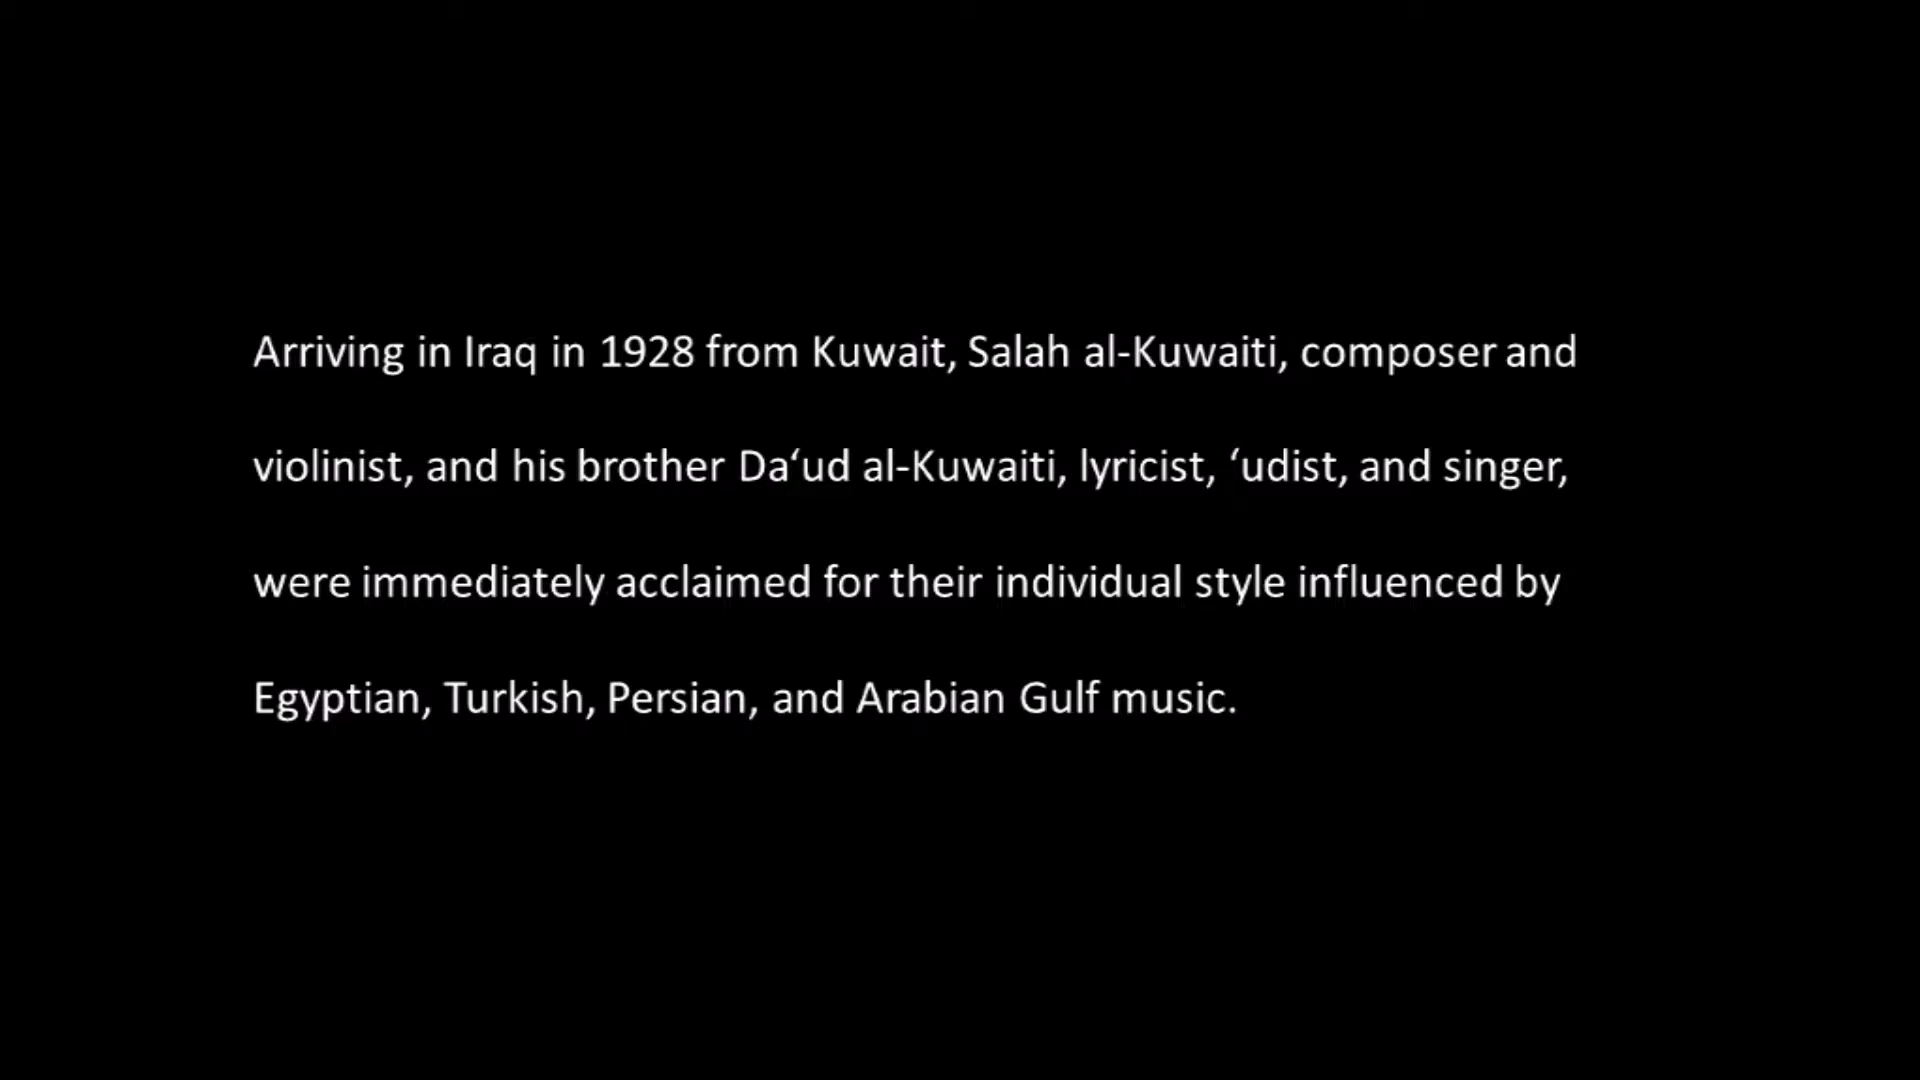 Arriving in Iraq in 1928 from Kuwait, Salah al-Kuwaiti, composer and
violinist, and his brother Da‘ud al-Kuwaiti, lyricist, ‘udist, and singer,
were immediately acclaimed for their individual style influenced by
Egyptian, Turkish, Persian, and Arabian Gulf music.